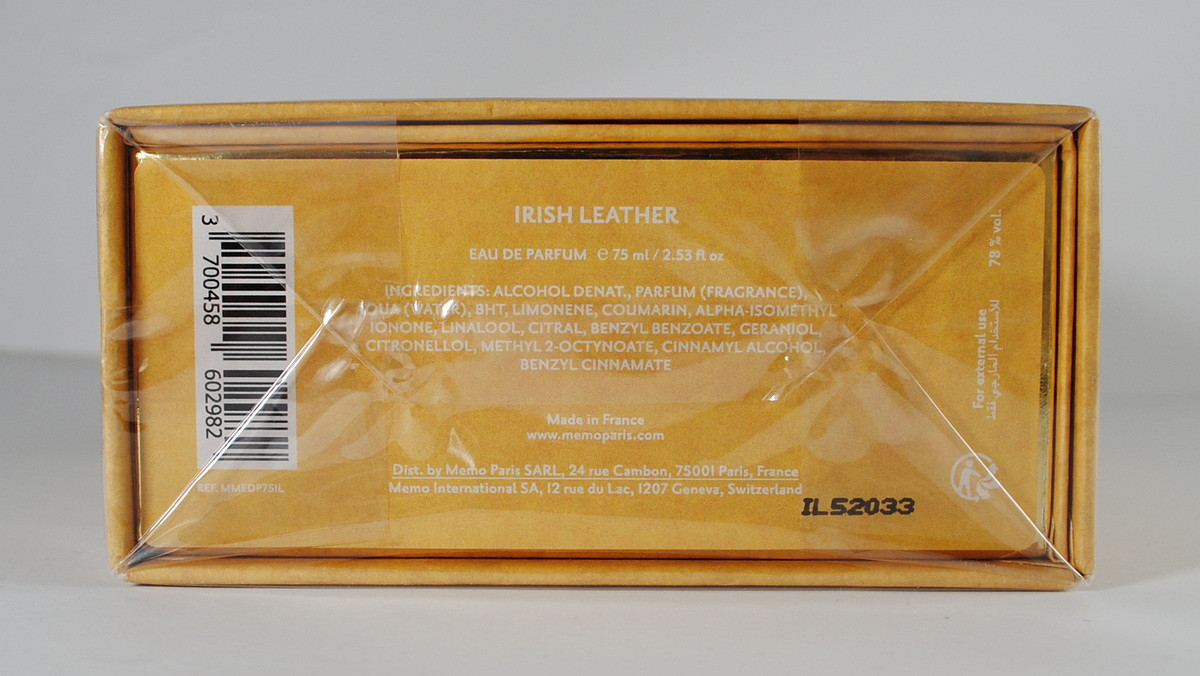 IRISH LEATHER
EAU DE PARFUM ℮ 75 ml / 2.53 fl oz
INGREDIENTS: ALCOHOL DENAT., PARFUM (FRAGRANCE),
AQUA (WATER), BHT, LIMONENE, COUMARIN, ALPHA-ISOMETHYL
IONONE, LINALOOL, CITRAL, BENZYL BENZOATE, GERANIOL,
CITRONELLOL, METHYL 2-OCTYNOATE, CINNAMYL ALCOHOL,
BENZYL CINNAMATE
Made in France
www.memoparis.com
Dist. by Memo Paris SARL, 24 rue Cambon, 75001 Paris, France
Memo International SA, 12 rue du Lac, 1207 Geneva, Switzerland
IL52033
3 700458 602982
REF. MMEDP75IL
78 % vol.
For external use
للاستخدام الخارجي فقط